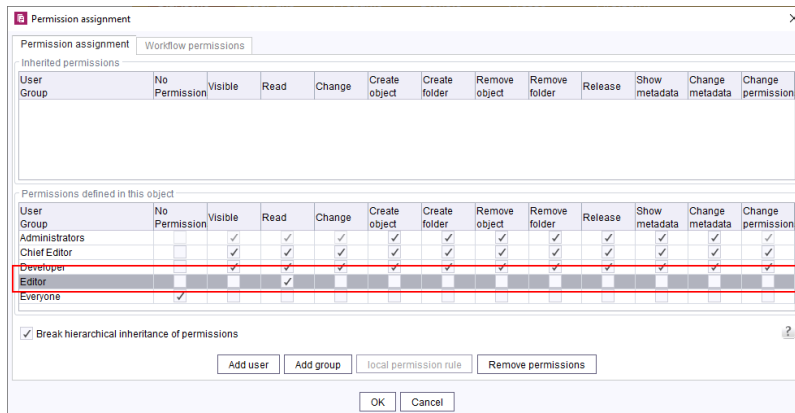 Permission assignment
Permission assignment Workflow permissions
Inherited permissions
User Group No Permission Visible Read Change Create object Create folder Remove object Remove folder Release Show metadata Change metadata Change permission
Permissions defined in this object
User Group No Permission Visible Read Change Create object Create folder Remove object Remove folder Release Show metadata Change metadata Change permission
Administrators
Chief Editor
Developer
Editor
Everyone
Break hierarchical inheritance of permissions
?
Add user Add group local permission rule Remove permissions
OK Cancel